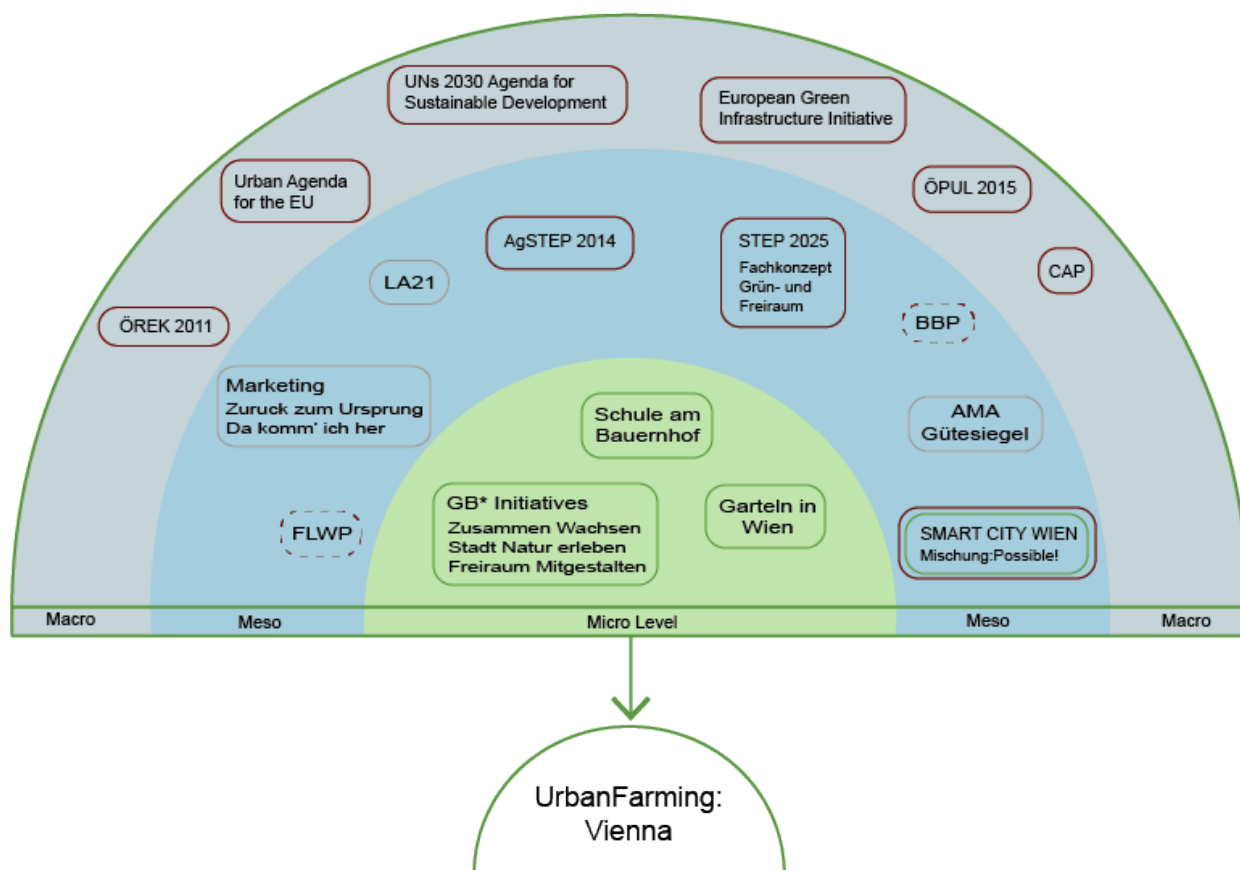 UNs 2030 Agenda for
Sustainable Development
European Green
Infrastructure Initiative
Urban Agenda
for the EU
ÖPUL 2015
CAP
ÖREK 2011
AgSTEP 2014
STEP 2025
Fachkonzept
Grün- und
Freiraum
LA21
BBP
Marketing
Zuruck zum Ursprung
Da komm' ich her
AMA
Gütesiegel
FLWP
SMART CITY WIEN
Mischung:Possible!
Schule am
Bauernhof
GB* Initiatives
Zusammen Wachsen
Stadt Natur erleben
Freiraum Mitgestalten
Garteln in
Wien
Macro
Meso
Micro Level
Meso
Macro
UrbanFarming:
Vienna